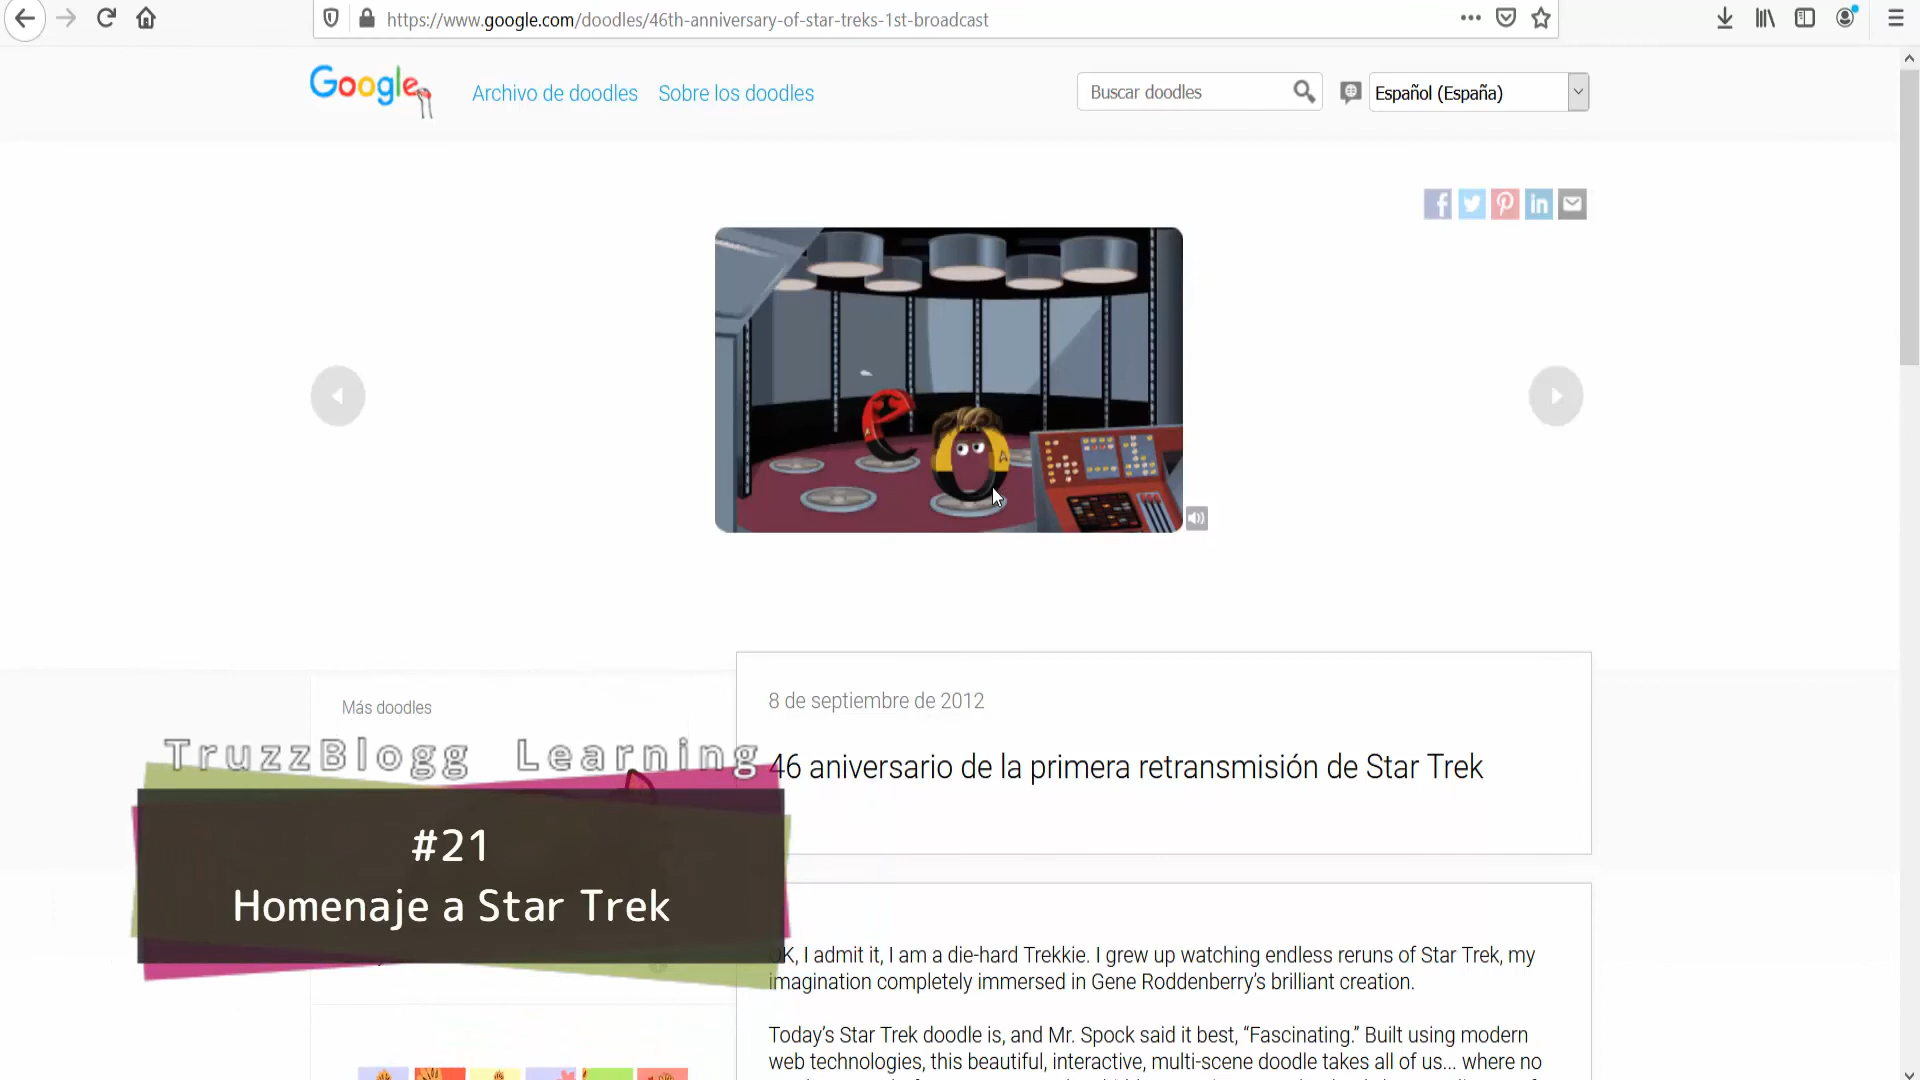 https://www.google.com/doodles/46th-anniversary-of-star-treks-1st-broadcast
Google
Archivo de doodles
Sobre los doodles
Buscar doodles
Español (España)
8 de septiembre de 2012
Más doodles
TruzzBlogg Learning
46 aniversario de la primera retransmisión de Star Trek
#21
Homenaje a Star Trek
OK, I admit it, I am a die-hard Trekkie. I grew up watching endless reruns of Star Trek, my
imagination completely immersed in Gene Roddenberry's brilliant creation.
Today's Star Trek doodle is, and Mr. Spock said it best, “Fascinating.” Built using modern
web technologies, this beautiful, interactive, multi-scene doodle takes all of us... where no